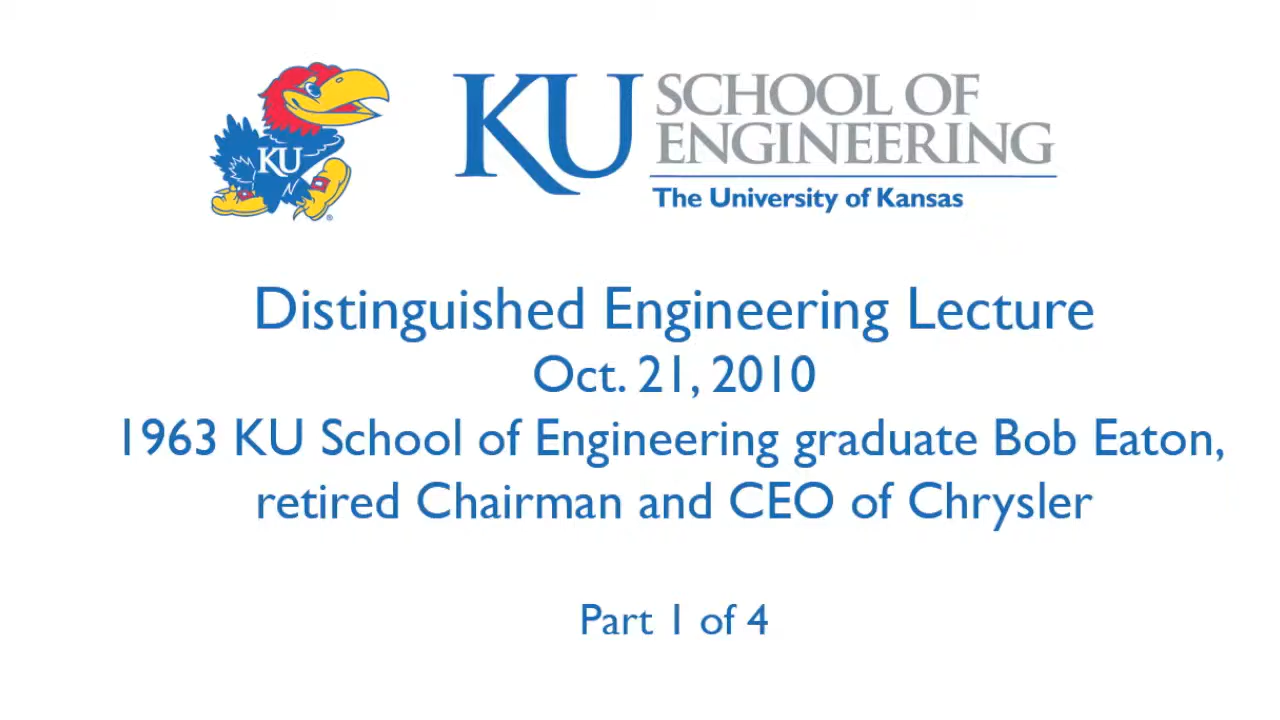 KU
KU SCHOOL OF
ENGINEERING
The University of Kansas
Distinguished Engineering Lecture
Oct. 21, 2010
1963 KU School of Engineering graduate Bob Eaton,
retired Chairman and CEO of Chrysler
Part 1 of 4